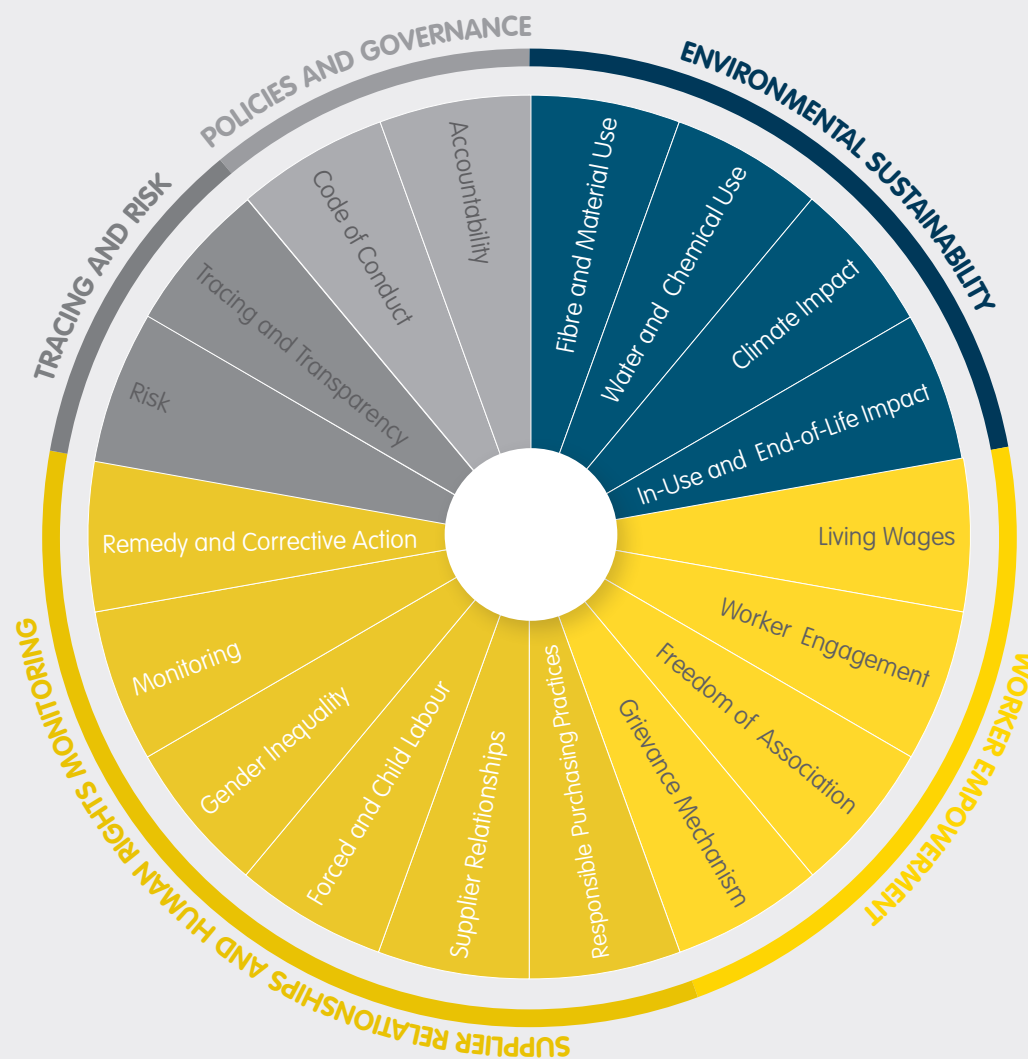 POLICIES AND GOVERNANCE
ENVIRONMENTAL SUSTAINABILITY
WORKER EMPOWERMENT
SUPPLIER RELATIONSHIPS AND HUMAN RIGHTS MONITORING
TRACING AND RISK
Fibre and Material Use
Water and Chemical Use
Climate Impact
In-Use and End-of-Life Impact
Living Wages
Worker Engagement
Freedom of Association
Grievance Mechanism
Responsible Purchasing Practices
Supplier Relationships
Forced and Child Labour
Gender Inequality
Monitoring
Remedy and Corrective Action
Risk
Tracing and Transparency
Code of Conduct
Accountability